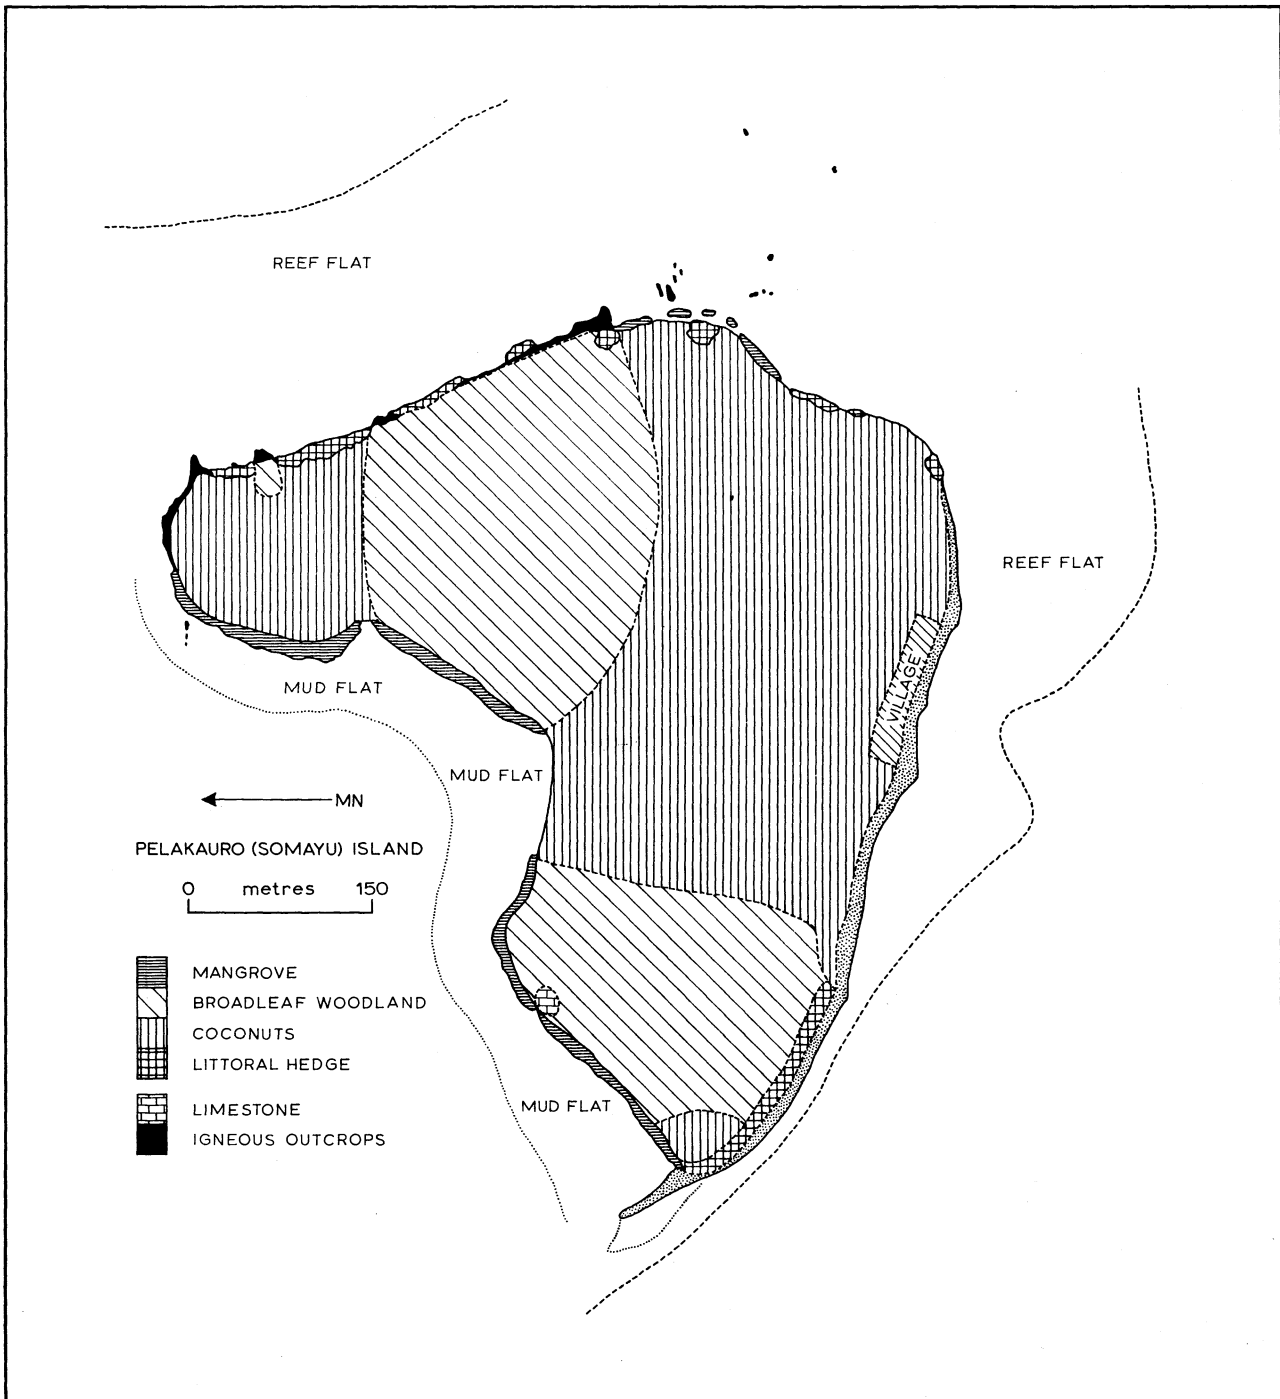 REEF FLAT
REEF FLAT
VILLAGE
MUD FLAT
MUD FLAT
MN
PELAKAURO (SOMAYU) ISLAND
0 metres 150
MANGROVE
BROADLEAF WOODLAND
COCONUTS
LITTORAL HEDGE
MUD FLAT
LIMESTONE
IGNEOUS OUTCROPS